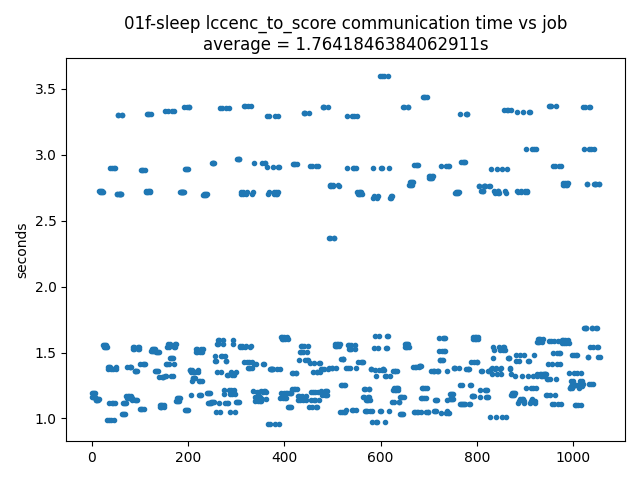 01f-sleep lccenc_to_score communication time vs job
average = 1.7641846384062911s
3.5
3.0
2.5
2.0
1.5
1.0
seconds
0 200 400 600 800 1000